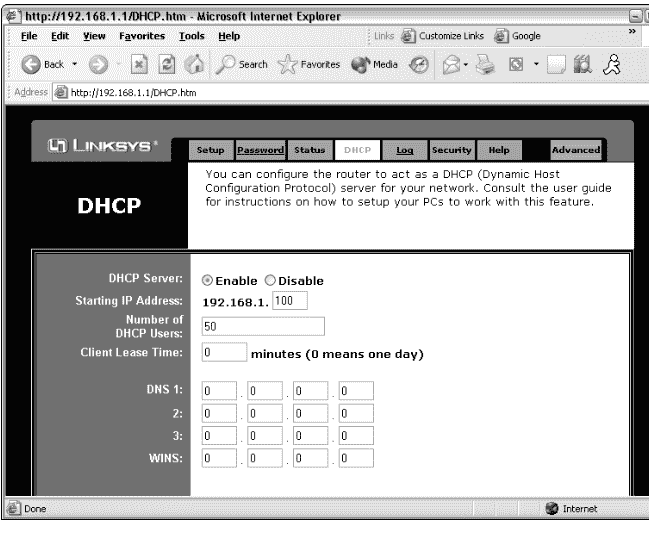 http://192.168.1.1/DHCP.htm - Microsoft Internet Explorer
File Edit View Favorites Tools Help Links Customize Links Google »
Back Search Favorites Media
Address http://192.168.1.1/DHCP.htm
LINKSYS®
Setup Password Status DHCP Log Security Help Advanced
DHCP
You can configure the router to act as a DHCP (Dynamic Host
Configuration Protocol) server for your network. Consult the user guide
for instructions on how to setup your PCs to work with this feature.
DHCP Server: Enable Disable
Starting IP Address: 192.168.1. 100
Number of
DHCP Users: 50
Client Lease Time: 0 minutes (0 means one day)
DNS 1: 0 . 0 . 0 . 0
2: 0 . 0 . 0 . 0
3: 0 . 0 . 0 . 0
WINS: 0 . 0 . 0 . 0
Done Internet